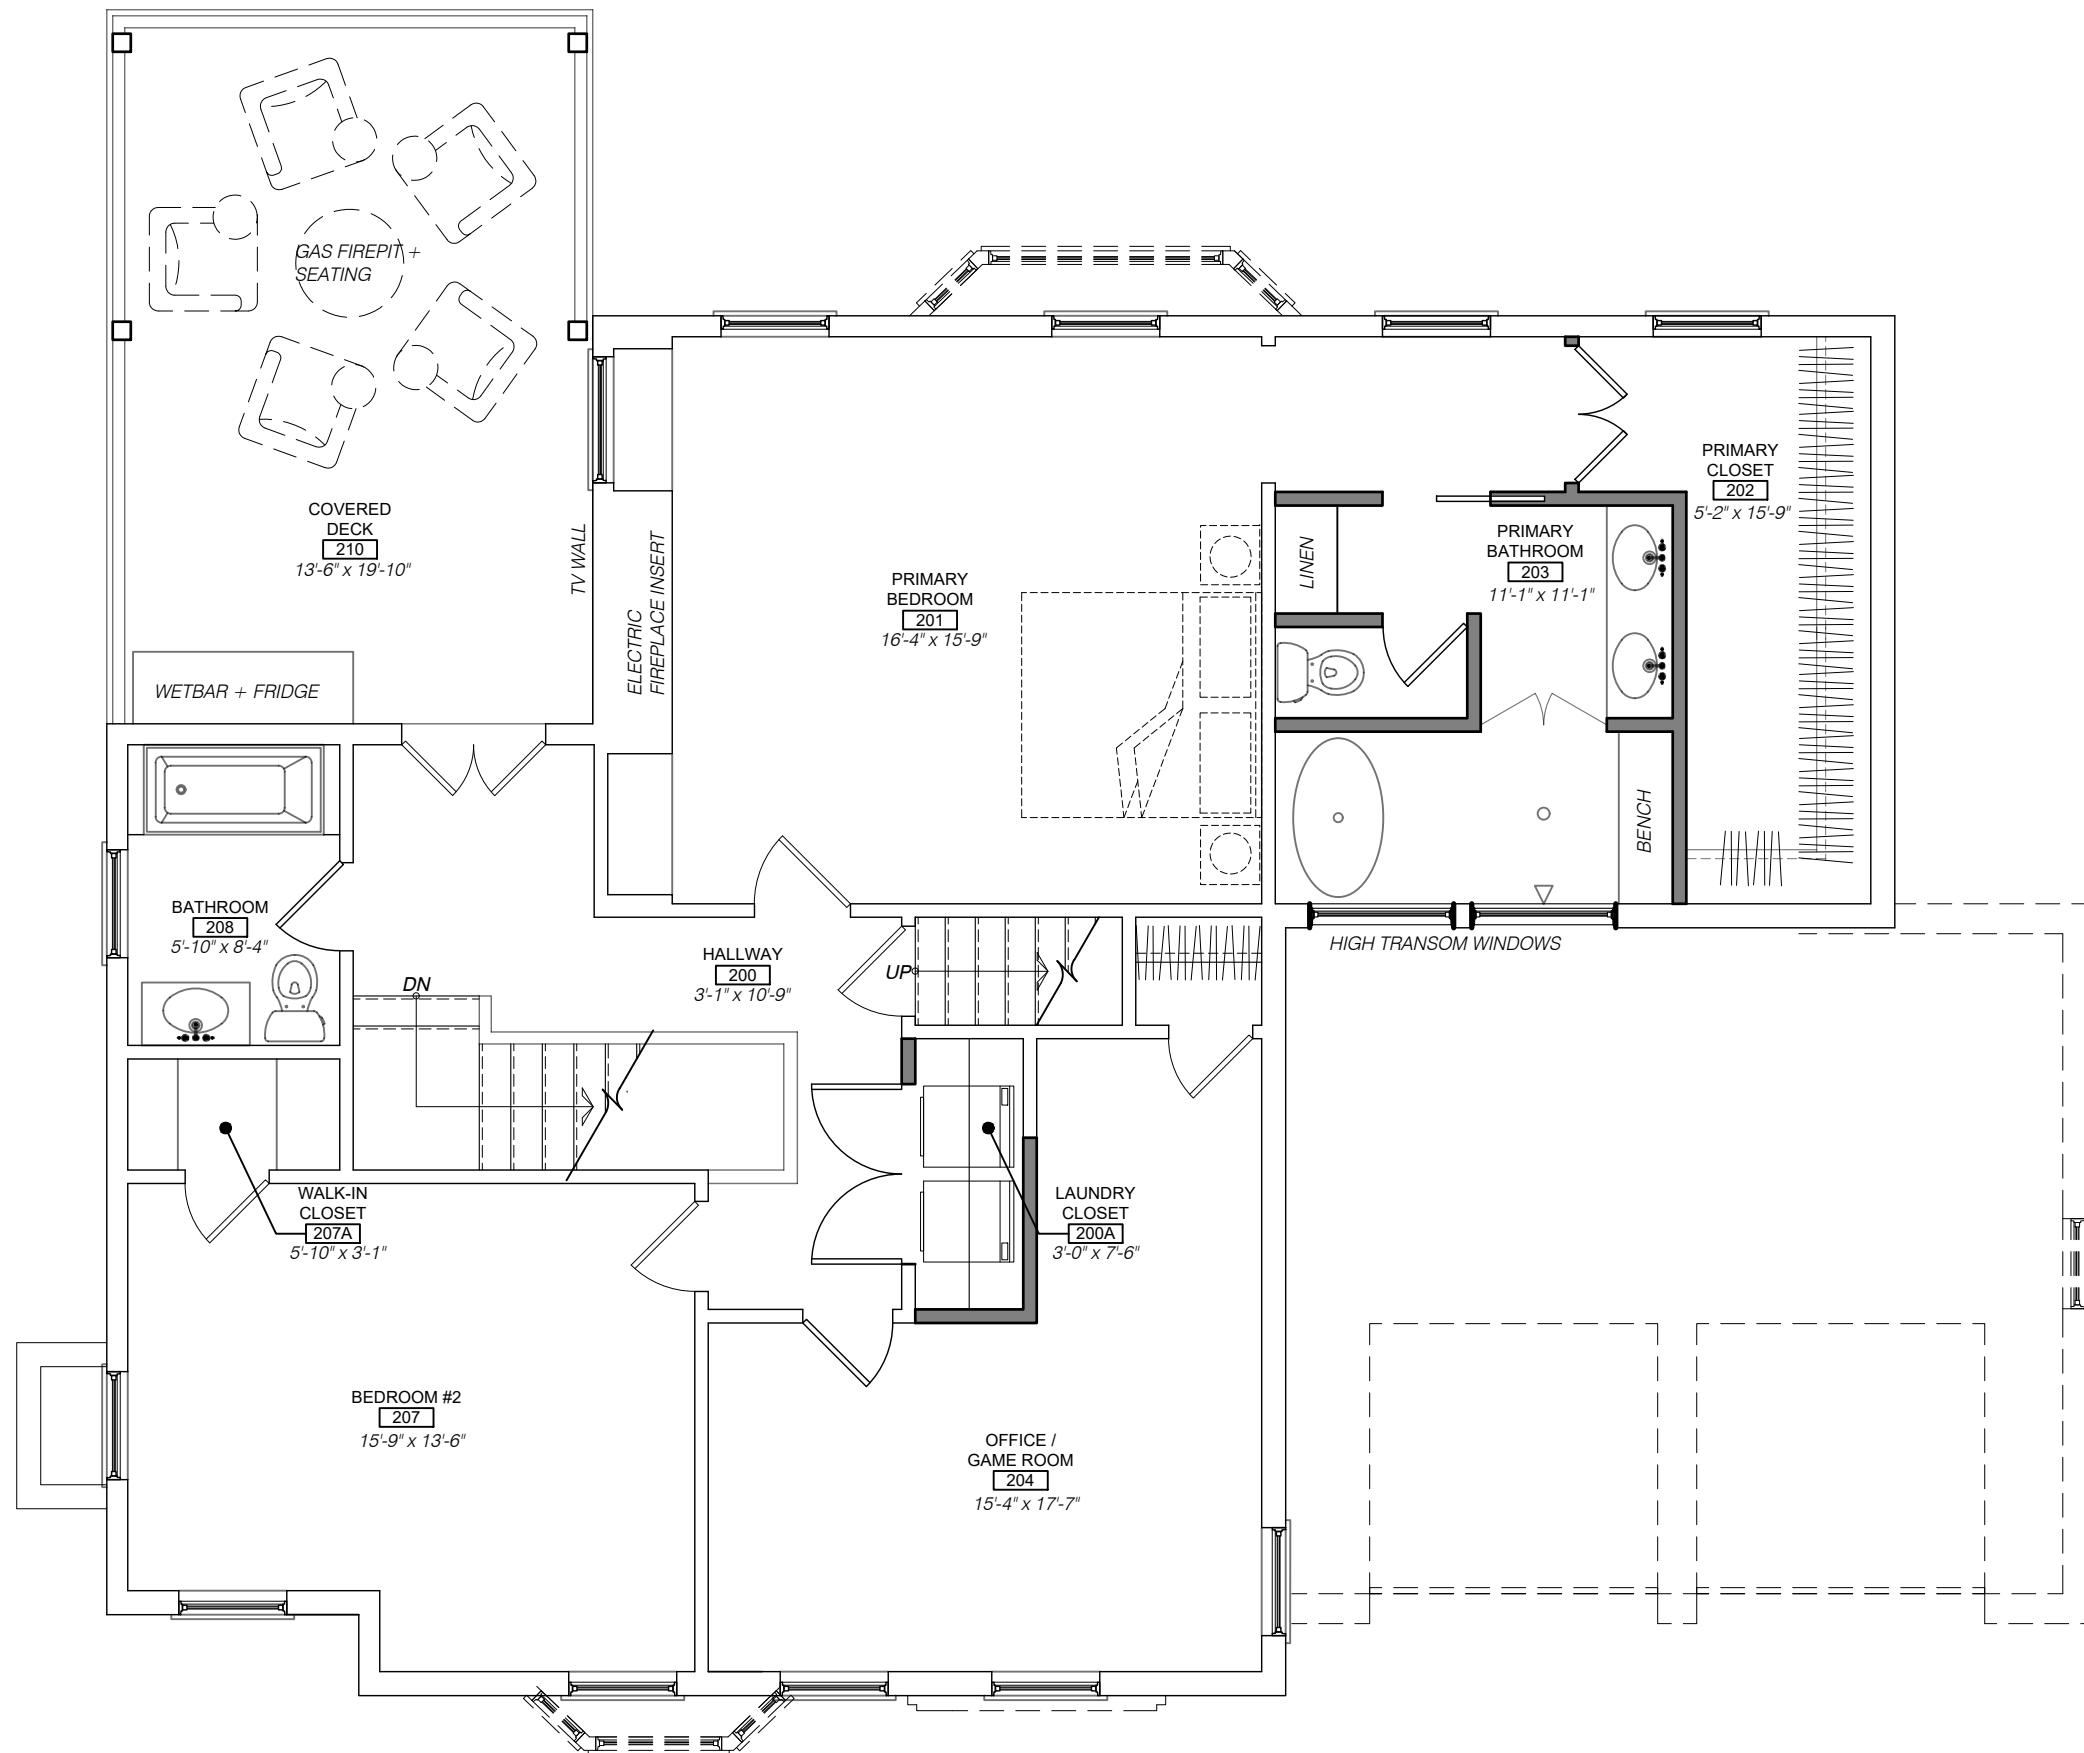 GAS FIREPIT +
SEATING
COVERED
DECK
210
13'-6" x 19'-10"
WETBAR + FRIDGE
TV WALL
ELECTRIC
FIREPLACE INSERT
PRIMARY
BEDROOM
201
16'-4" x 15'-9"
LINEN
PRIMARY
BATHROOM
203
11'-1" x 11'-1"
PRIMARY
CLOSET
202
5'-2" x 15'-9"
BENCH
HIGH TRANSOM WINDOWS
BATHROOM
208
5'-10" x 8'-4"
HALLWAY
200
3'-1" x 10'-9"
UP
DN
WALK-IN
CLOSET
207A
5'-10" x 3'-1"
LAUNDRY
CLOSET
200A
3'-0" x 7'-6"
BEDROOM #2
207
15'-9" x 13'-6"
OFFICE /
GAME ROOM
204
15'-4" x 17'-7"